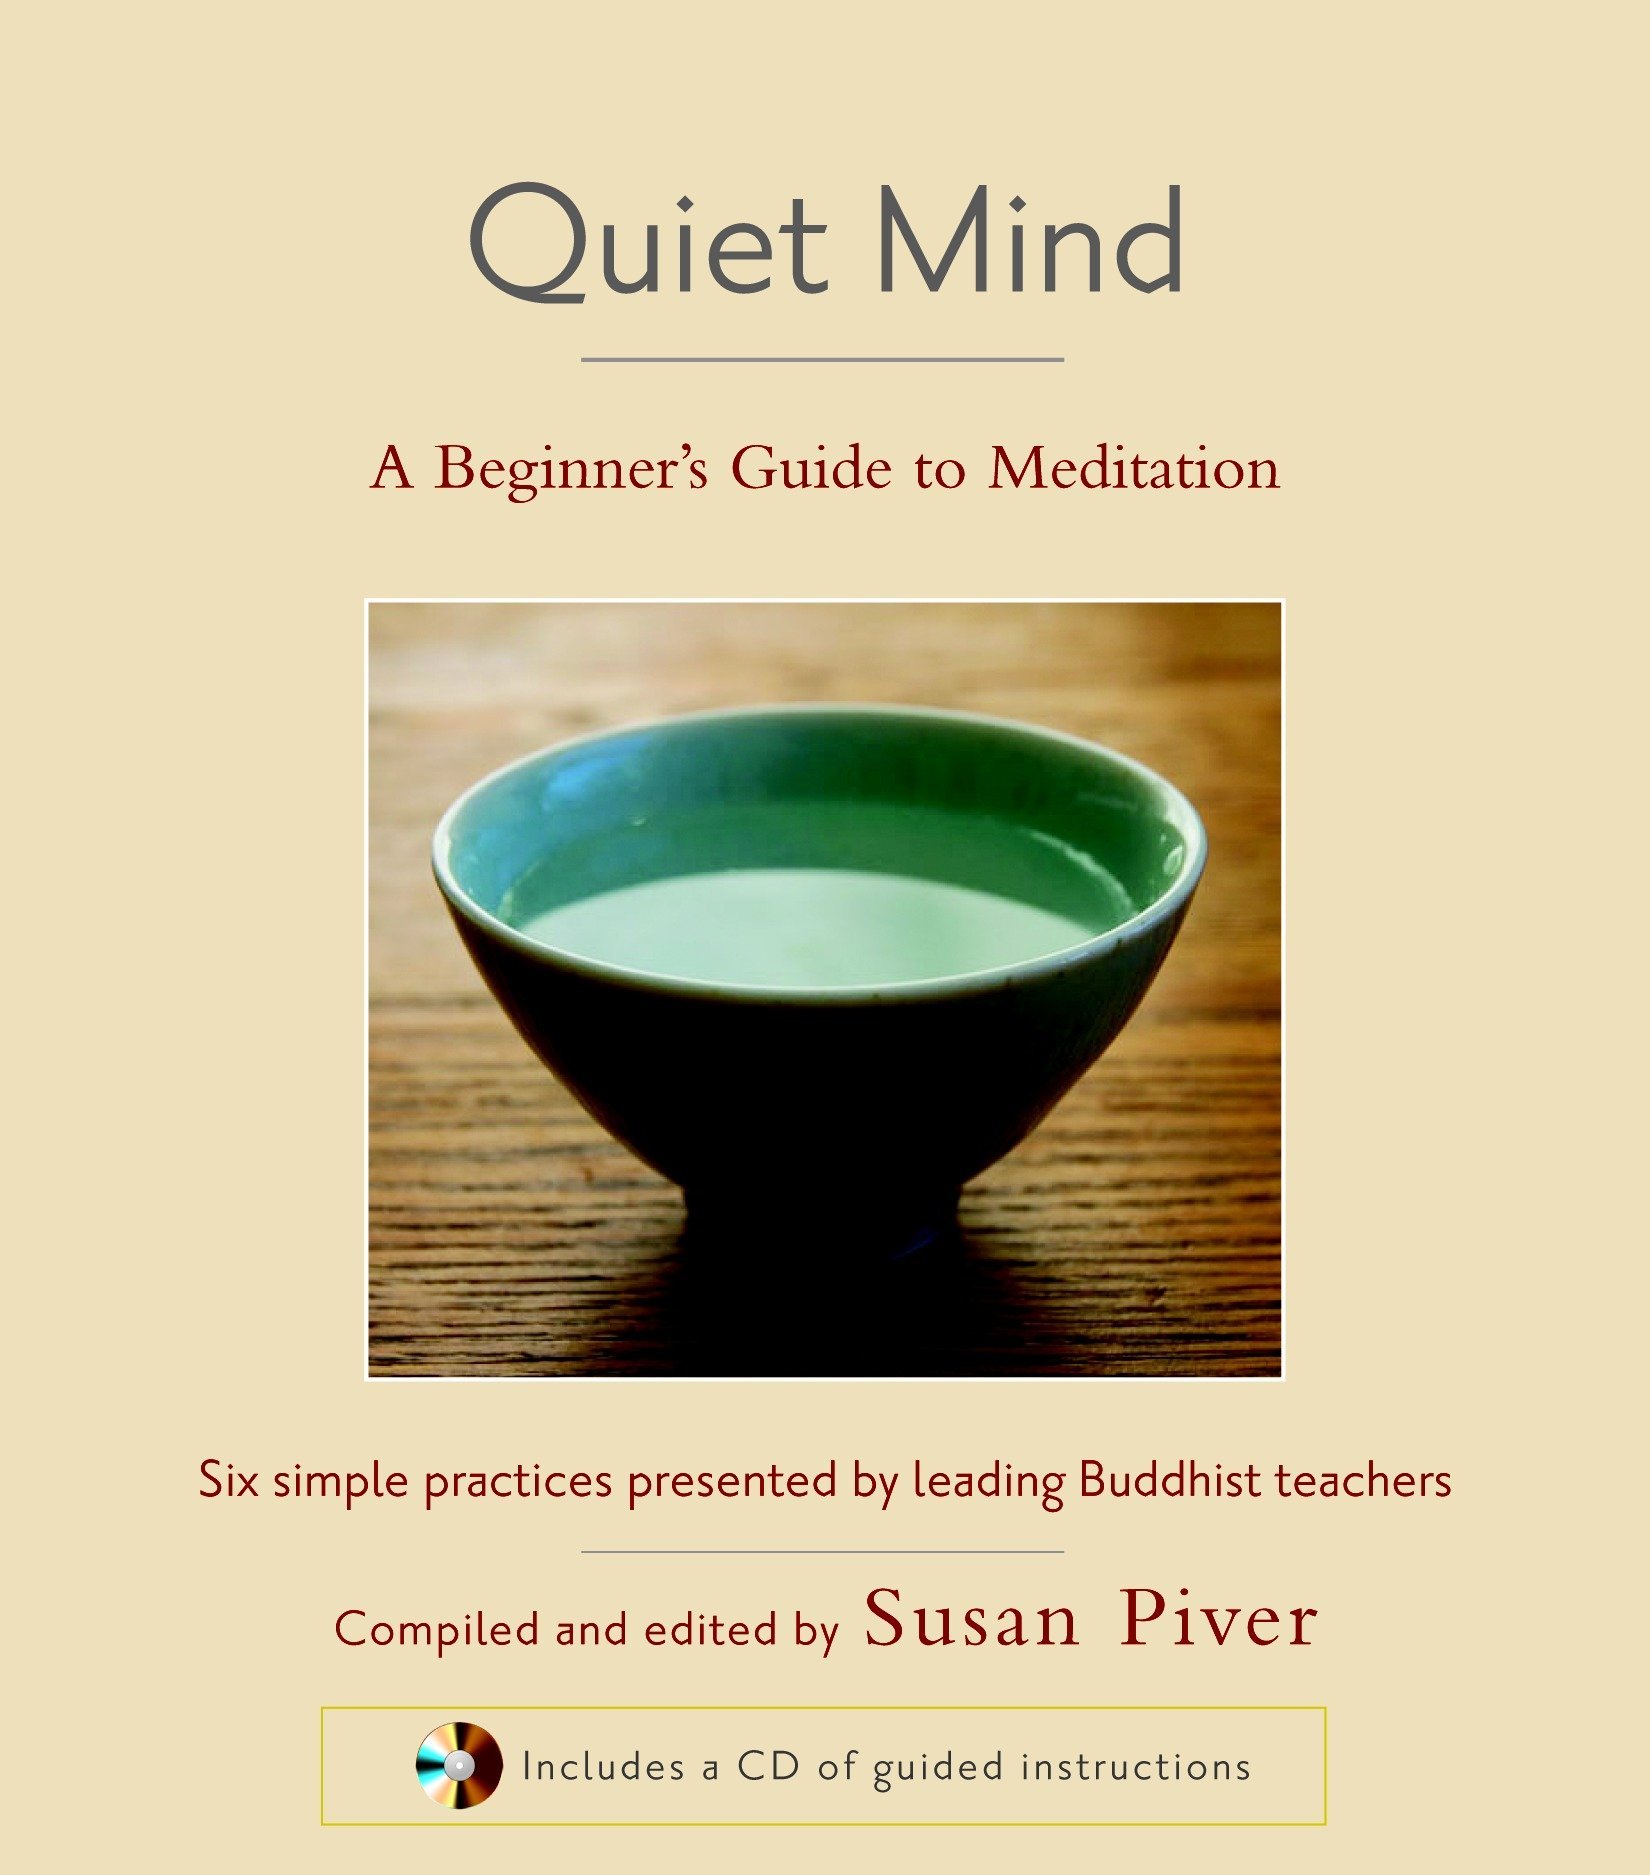 Quiet Mind
A Beginner’s Guide to Meditation
Six simple practices presented by leading Buddhist teachers
Compiled and edited by Susan Piver
Includes a CD of guided instructions